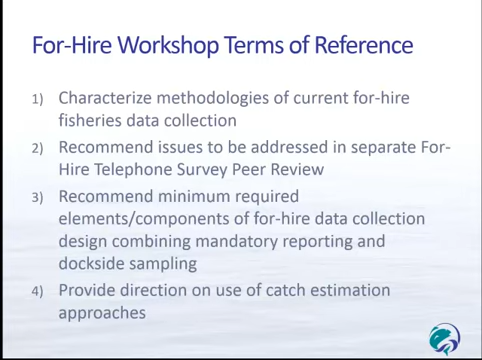 For-Hire Workshop Terms of Reference
1) Characterize methodologies of current for-hire
fisheries data collection
2) Recommend issues to be addressed in separate For-
Hire Telephone Survey Peer Review
3) Recommend minimum required
elements/components of for-hire data collection
design combining mandatory reporting and
dockside sampling
4) Provide direction on use of catch estimation
approaches